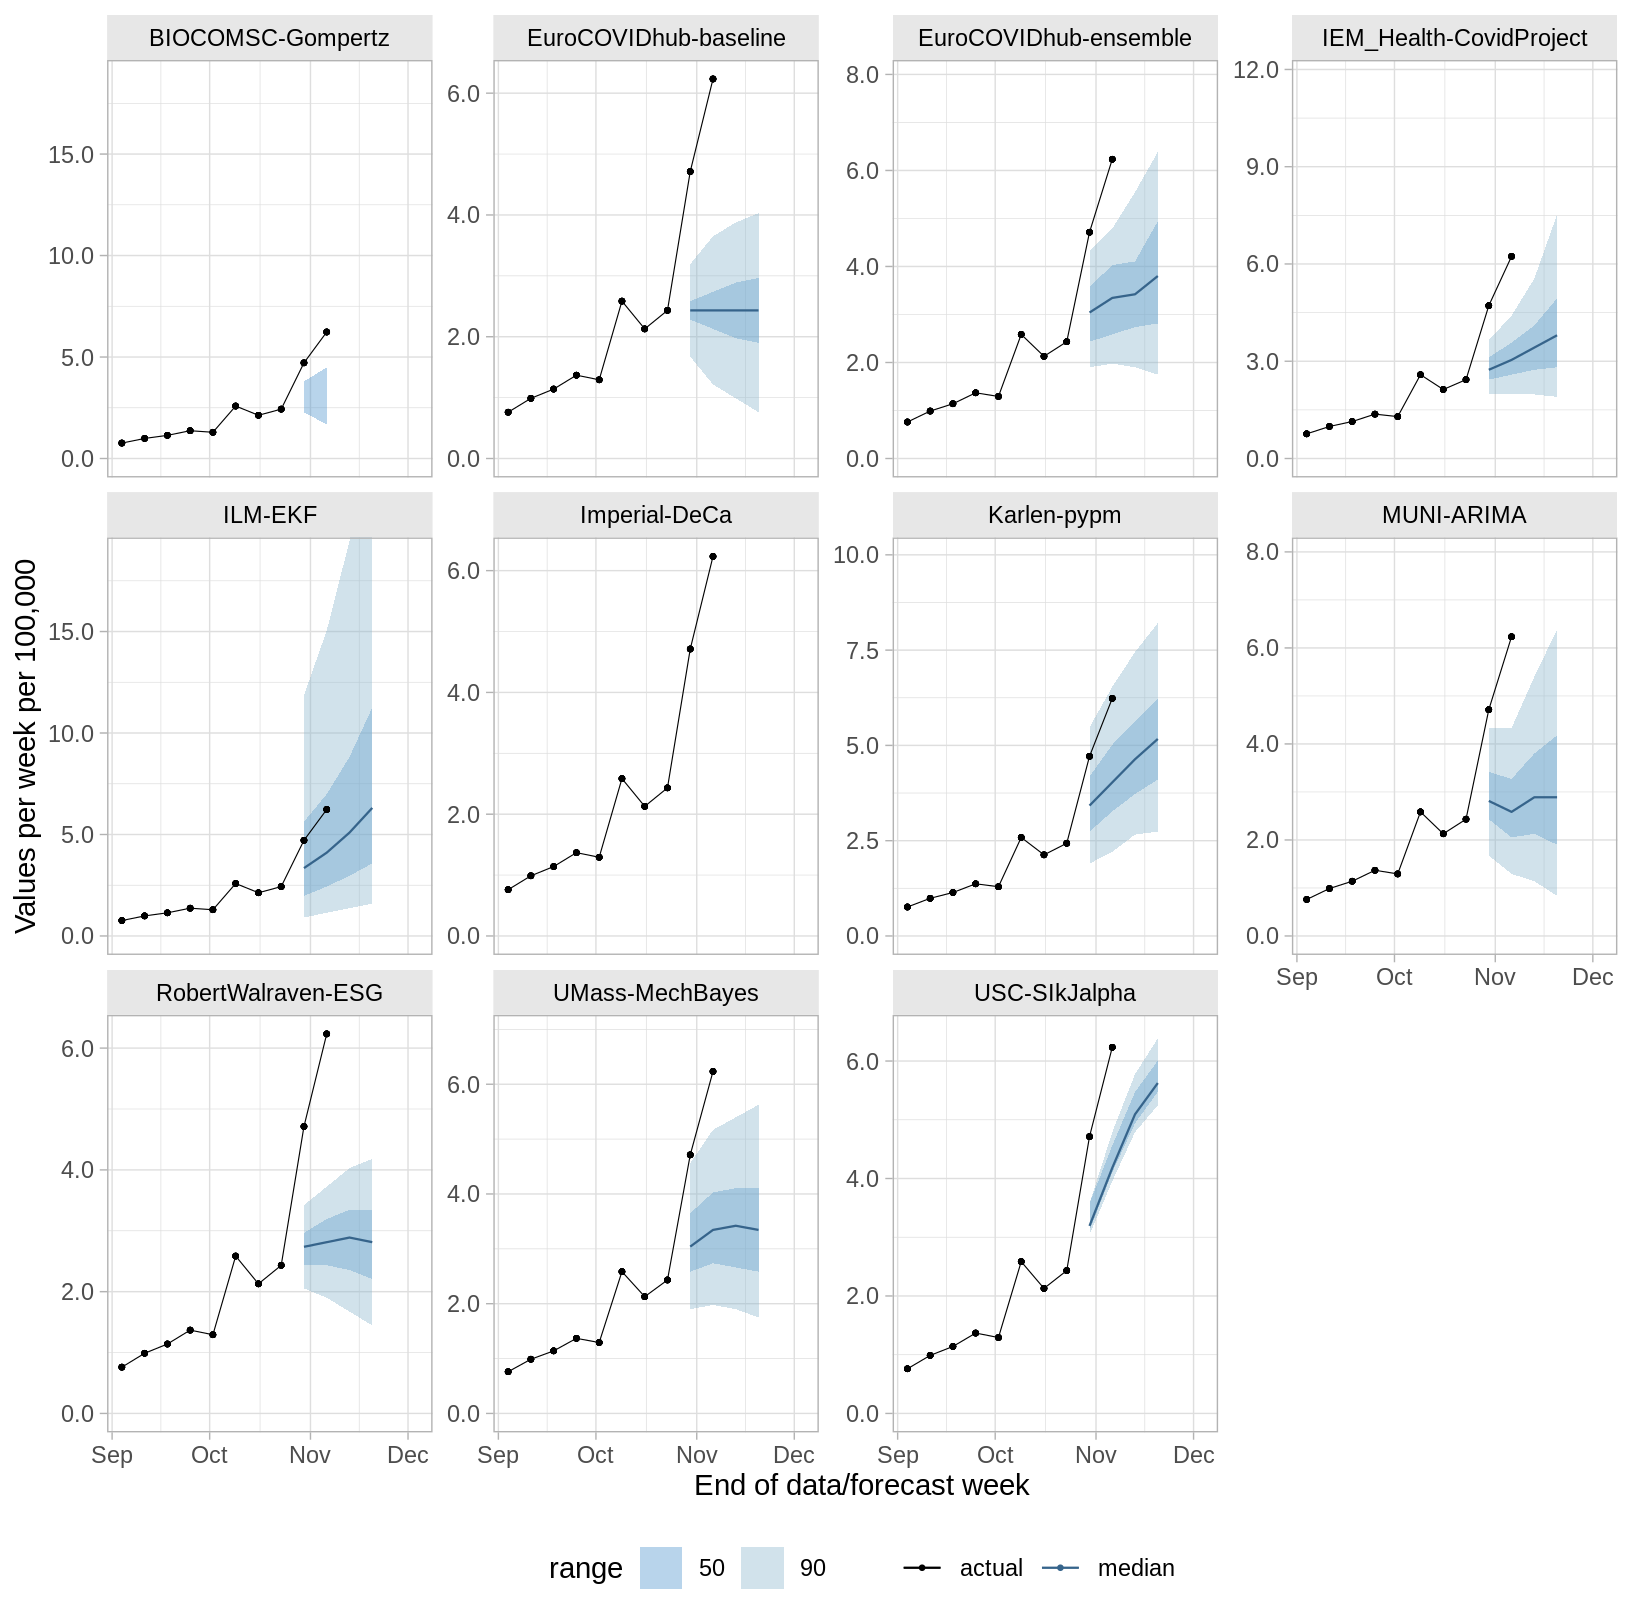 BIOCOMSC-Gompertz
EuroCOVIDhub-baseline
EuroCOVIDhub-ensemble
IEM_Health-CovidProject
15.0
10.0
5.0
0.0
6.0
4.0
2.0
0.0
8.0
6.0
4.0
2.0
0.0
12.0
9.0
6.0
3.0
0.0
ILM-EKF
Imperial-DeCa
Karlen-pypm
MUNI-ARIMA
Values per week per 100,000
15.0
10.0
5.0
0.0
6.0
4.0
2.0
0.0
10.0
7.5
5.0
2.5
0.0
8.0
6.0
4.0
2.0
0.0
Sep Oct Nov Dec
RobertWalraven-ESG
UMass-MechBayes
USC-SIkJalpha
6.0
4.0
2.0
0.0
6.0
4.0
2.0
0.0
6.0
4.0
2.0
0.0
Sep Oct Nov Dec
Sep Oct Nov Dec
Sep Oct Nov Dec
End of data/forecast week
range 50 90 actual median